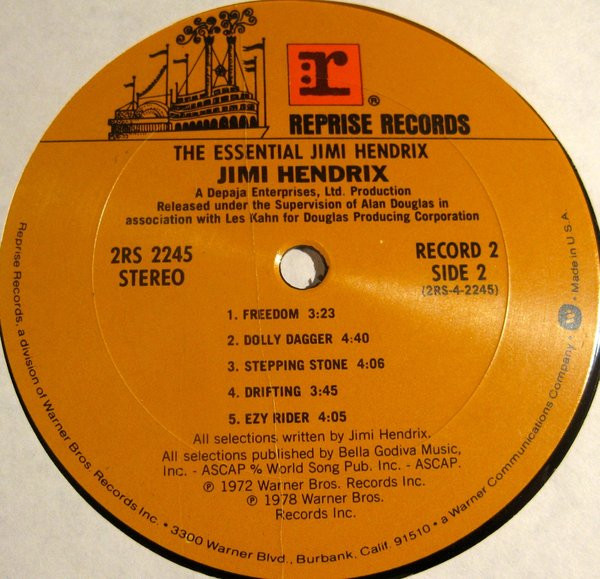 r
®
REPRISE RECORDS
THE ESSENTIAL JIMI HENDRIX
JIMI HENDRIX
A Depaja Enterprises, Ltd. Production
Released under the Supervision of Alan Douglas in
association with Les Kahn for Douglas Producing Corporation
2RS 2245
STEREO
RECORD 2
SIDE 2
(2RS-4-2245)
1. FREEDOM 3:23
2. DOLLY DAGGER 4:40
3. STEPPING STONE 4:06
4. DRIFTING 3:45
5. EZY RIDER 4:05
All selections written by Jimi Hendrix.
All selections published by Bella Godiva Music,
Inc. - ASCAP % World Song Pub. Inc. - ASCAP.
℗ 1972 Warner Bros. Records Inc.
℗ 1978 Warner Bros.
Records Inc.
Reprise Records, a division of Warner Bros. Records Inc. • 3300 Warner Blvd., Burbank, Calif. 91510 • a Warner Communications Company • W • Made in U.S.A.